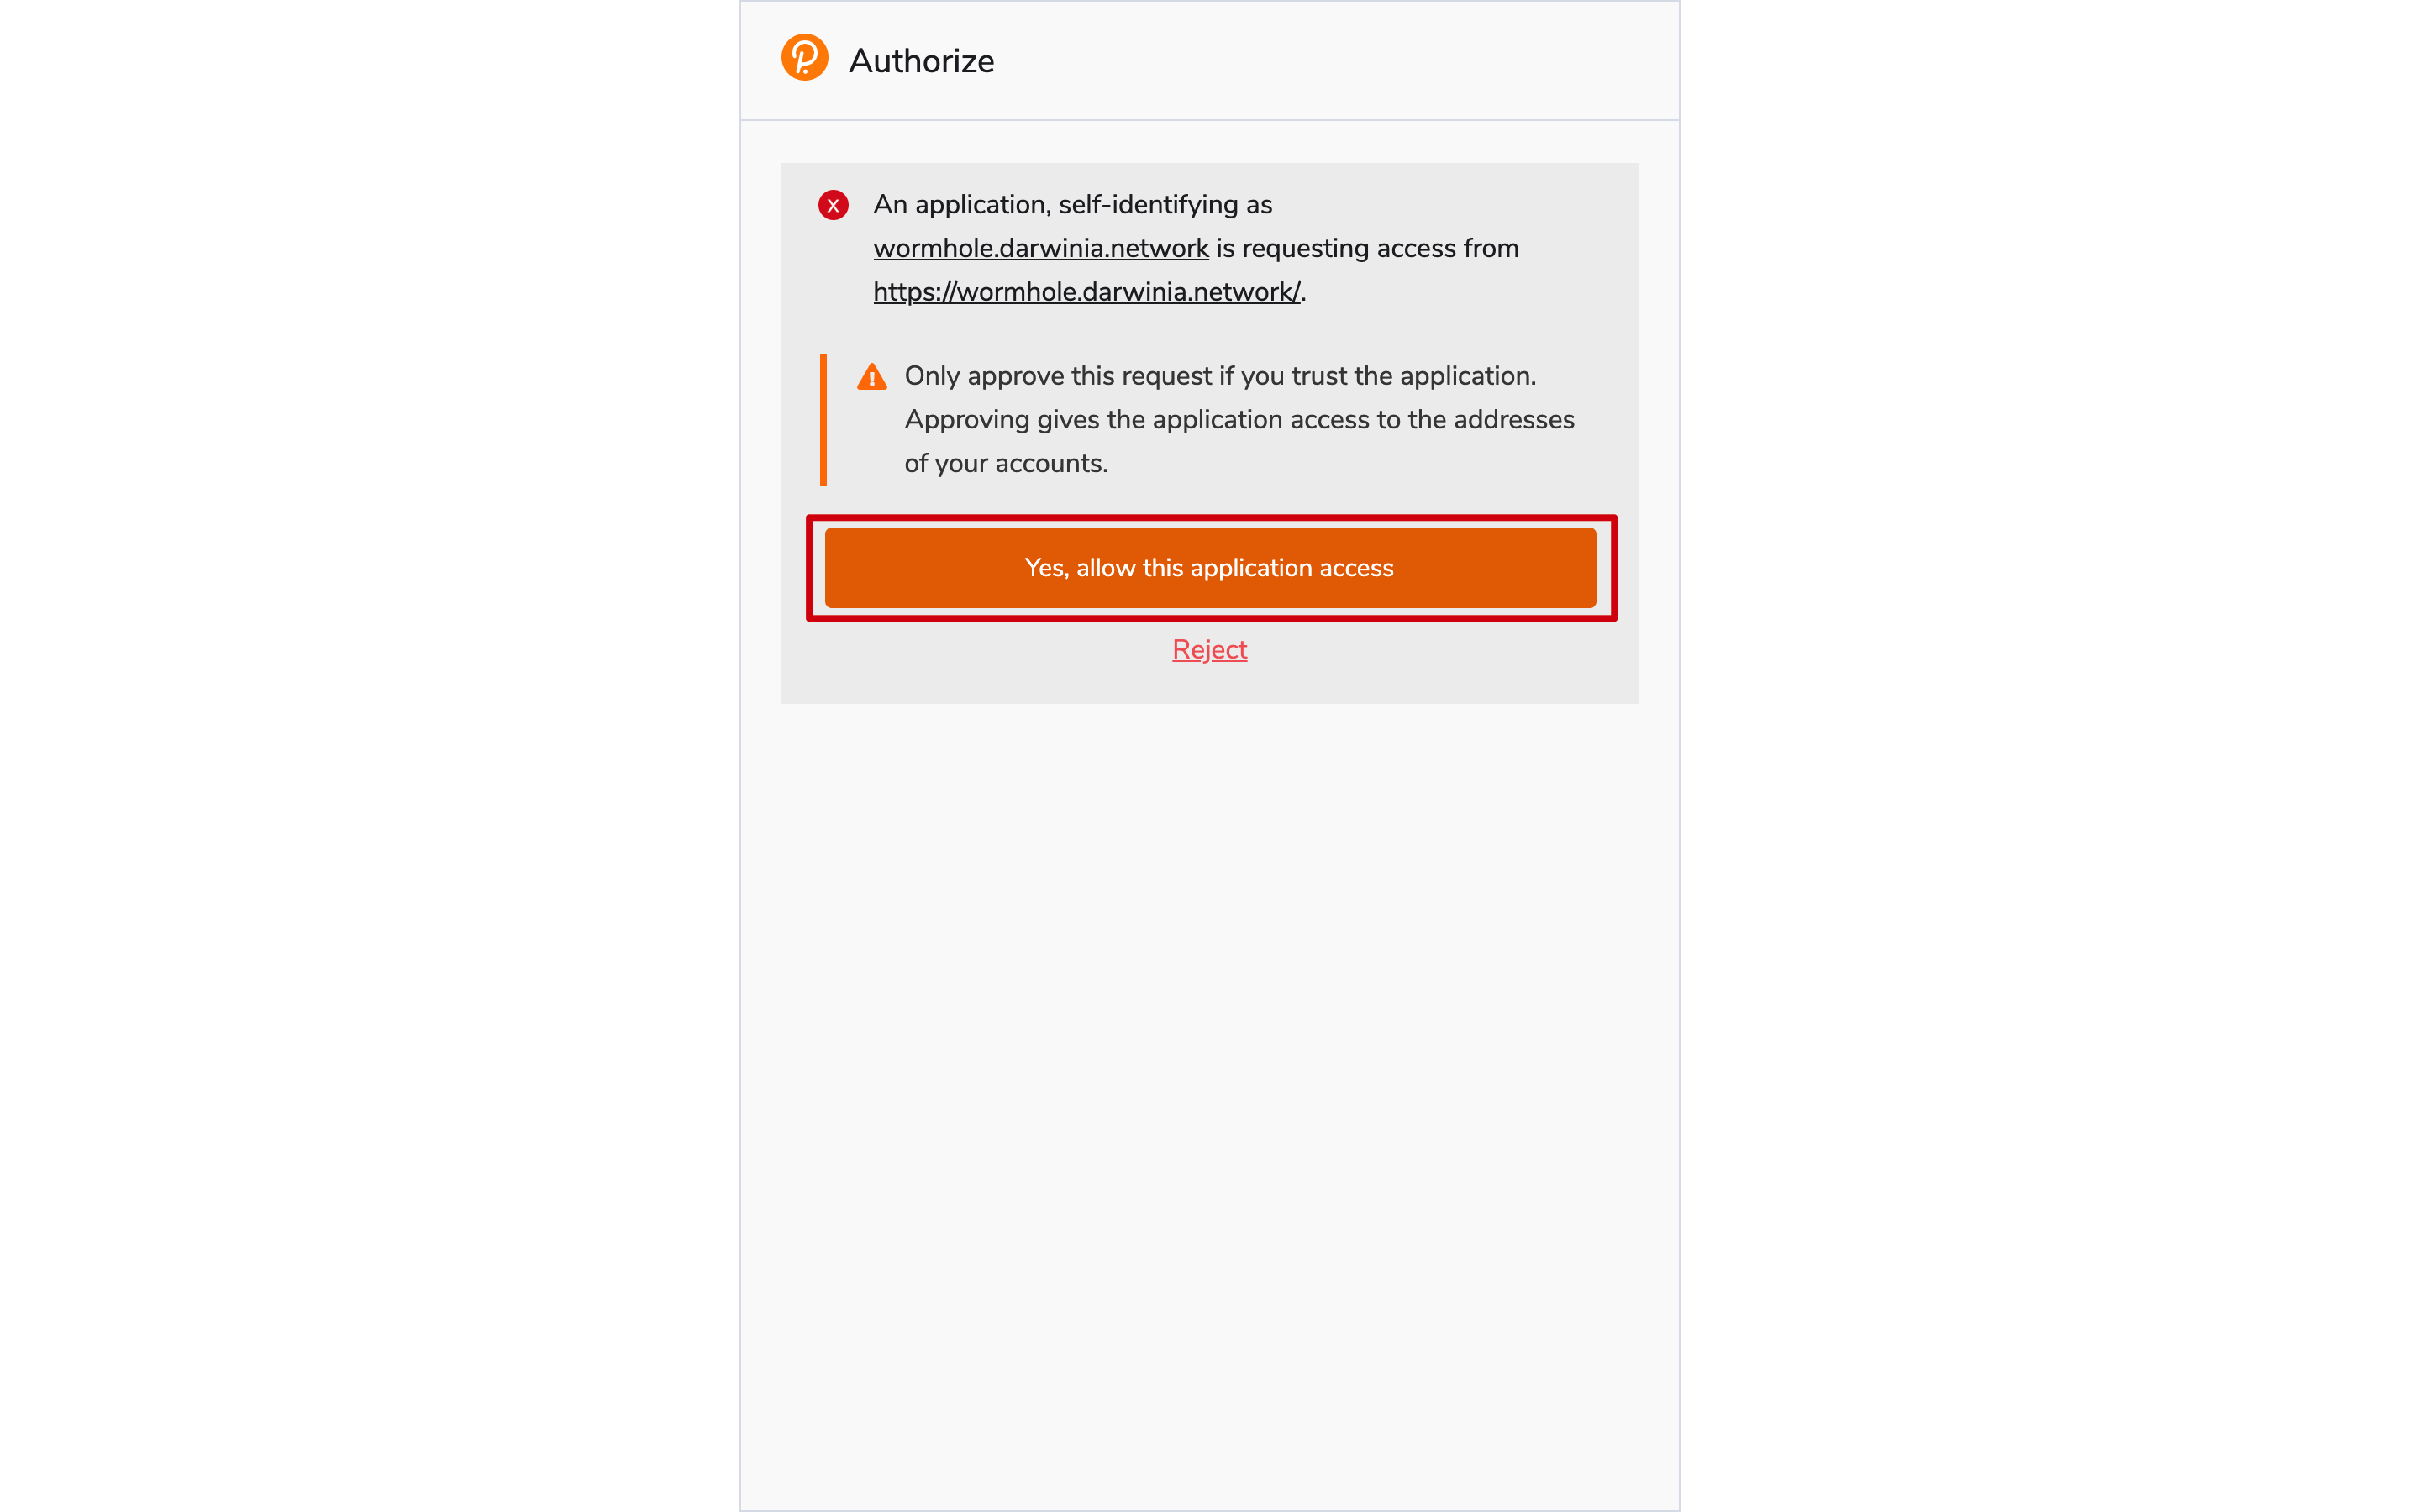 Authorize
An application, self-identifying as
wormhole.darwinia.network is requesting access from
https://wormhole.darwinia.network/.
Only approve this request if you trust the application.
Approving gives the application access to the addresses
of your accounts.
Yes, allow this application access
Reject